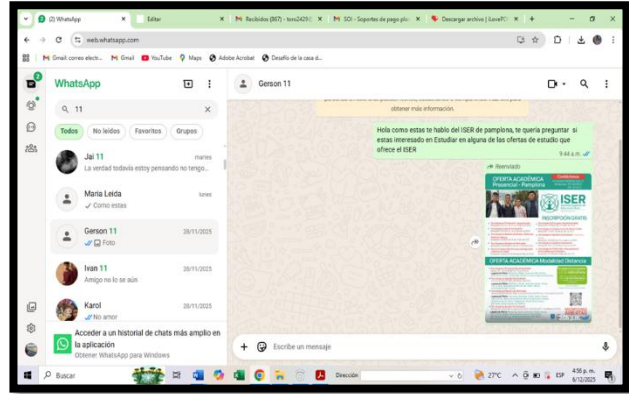 (2) WhatsApp
Editar
Recibidos (867) - toro2429@
SOI - Soportes de pago plan
Descargar archivo | iLovePD
web.whatsapp.com
Gmail: correo electr...
Gmail
YouTube
Maps
Adobe Acrobat
Desafío de la casa d...
WhatsApp
11
Todos
No leídos
Favoritos
Grupos
Jai 11
martes
La verdad todavía estoy pensando no tengo...
Maria Leida
lunes
Como estas
Gerson 11
28/11/2025
Foto
Ivan 11
28/11/2025
Amigo no lo se aún
Karol
28/11/2025
No amor
Acceder a un historial de chats más amplio en
la aplicación
Obtener WhatsApp para Windows
Gerson 11
obtener más información.
Hola como estas te hablo del ISER de pamplona, te quería preguntar si
estas interesado en Estudiar en alguna de las ofertas de estudio que
ofrece el ISER
9:44 a.m.
Reenviado
OFERTA ACADÉMICA
Presencial - Pamplona
ISER
INSCRIPCIÓN GRATIS
OFERTA ACADÉMICA Modalidad Distancia
Escribe un mensaje
Buscar
Dirección
27°C
ESP
4:56 p. m.
6/12/2025